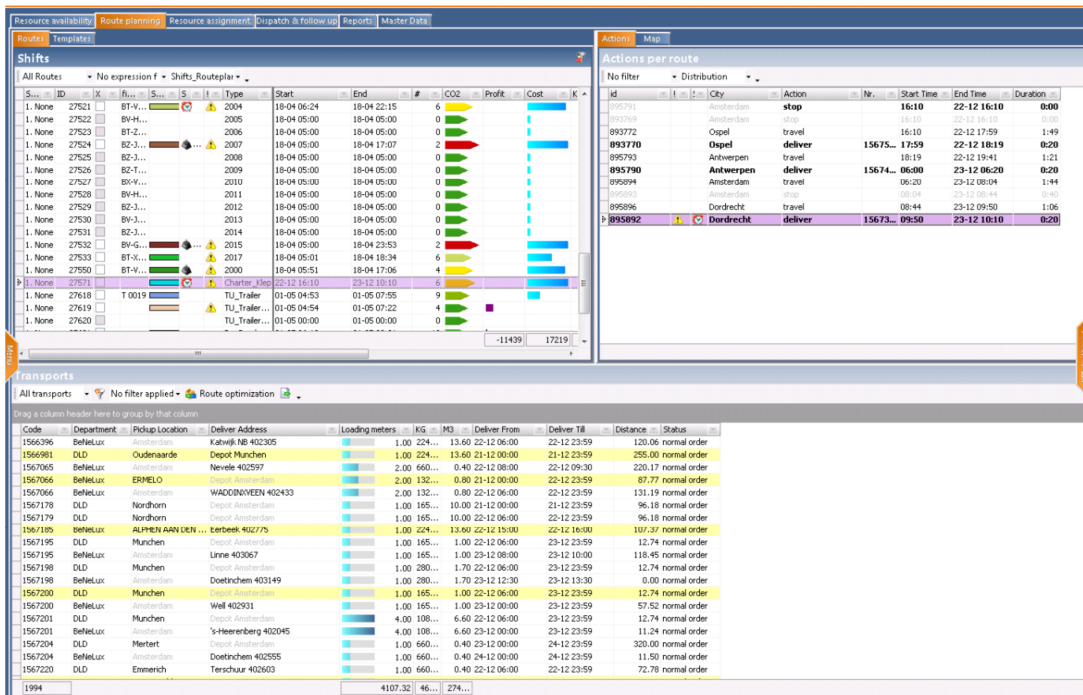 Resource availability Route planning Resource assignment Dispatch & follow up Reports Master Data
Routes Templates
Shifts
All Routes No expression f Shifts_Routeplar
S... ID X fi... S... S ! Type Start End # CO2 Profit Cost K
1. None 27521 BT-V... 2004 18-04 06:24 18-04 22:15 6
1. None 27522 BV-H... 2005 18-04 05:00 18-04 05:00 0
1. None 27523 BT-Z... 2006 18-04 05:00 18-04 05:00 0
1. None 27524 BZ-J... ... 2007 18-04 05:00 18-04 17:07 2
1. None 27525 BZ-J... 2008 18-04 05:00 18-04 05:00 0
1. None 27526 BZ-T... 2009 18-04 05:00 18-04 05:00 0
1. None 27527 BX-V... 2010 18-04 05:00 18-04 05:00 0
1. None 27528 BV-H... 2011 18-04 05:00 18-04 05:00 0
1. None 27529 BZ-J... 2012 18-04 05:00 18-04 05:00 0
1. None 27530 BV-J... 2013 18-04 05:00 18-04 05:00 0
1. None 27531 BZ-J... 2014 18-04 05:00 18-04 05:00 0
1. None 27532 BV-G... ... 2015 18-04 05:00 18-04 23:53 2
1. None 27533 BT-X... 2017 18-04 05:01 18-04 18:34 6
1. None 27550 BT-V... 2000 18-04 05:51 18-04 17:06 4
1. None 27571 Charter_Klep 22-12 16:10 23-12 10:10 6
1. None 27618 T 0019 TU_Trailer 01-05 04:53 01-05 07:55 9
1. None 27619 TU_Trailer... 01-05 04:54 01-05 07:22 4
1. None 27620 TU_Trailer... 01-05 00:00 01-05 00:00 0
-11439 17219
Menu
Actions Map
Actions per route
No filter Distribution
id ! !... City Action Nr. Start Time End Time Duration
895791 Amsterdam stop 16:10 22-12 16:10 0:00
893769 Amsterdam stop 16:10 22-12 16:10 0:00
893772 Ospel travel 16:10 22-12 17:59 1:49
893770 Ospel deliver 15675... 17:59 22-12 18:19 0:20
895793 Antwerpen travel 18:19 22-12 19:41 1:21
895790 Antwerpen deliver 15674... 06:00 23-12 06:20 0:20
895894 Amsterdam travel 06:20 23-12 08:04 1:44
895893 Amsterdam stop 08:04 23-12 08:44 0:40
895896 Dordrecht travel 08:44 23-12 09:50 1:06
895892 Dordrecht deliver 15673... 09:50 23-12 10:10 0:20
Transports
All transports No filter applied Route optimization
Drag a column header here to group by that column
Code Department Pickup Location Deliver Address Loading meters KG M3 Deliver From Deliver Till Distance Status
1566396 BeNeLux Amsterdam Katwijk NB 402305 1.00 224... 13.60 22-12 06:00 22-12 23:59 120.06 normal order
1566981 DLD Oudenaarde Depot Munchen 1.00 224... 13.60 21-12 00:00 21-12 23:59 255.00 normal order
1567065 BeNeLux Amsterdam Nevele 402597 2.00 660... 0.40 22-12 08:00 22-12 09:30 220.17 normal order
1567066 BeNeLux ERMELO Depot Amsterdam 2.00 132... 0.80 21-12 00:00 22-12 23:59 87.77 normal order
1567066 BeNeLux Amsterdam WADDINXVEEN 402433 2.00 132... 0.80 22-12 06:00 22-12 23:59 131.19 normal order
1567178 DLD Nordhorn Depot Amsterdam 1.00 165... 10.00 21-12 00:00 21-12 23:59 96.18 normal order
1567179 DLD Nordhorn Depot Amsterdam 1.00 165... 10.00 22-12 06:00 22-12 23:59 96.18 normal order
1567185 BeNeLux ALPHEN AAN DEN ... Eerbeek 402775 1.00 224... 13.60 22-12 15:00 22-12 16:00 107.37 normal order
1567195 DLD Munchen Depot Amsterdam 1.00 165... 1.00 22-12 06:00 23-12 23:59 12.74 normal order
1567195 BeNeLux Amsterdam Linne 403067 1.00 165... 1.00 23-12 08:00 23-12 10:00 118.45 normal order
1567198 DLD Munchen Depot Amsterdam 1.00 280... 1.70 22-12 06:00 23-12 23:59 12.74 normal order
1567198 BeNeLux Amsterdam Doetinchem 403149 1.00 280... 1.70 23-12 12:30 23-12 13:30 0.00 normal order
1567200 DLD Munchen Depot Amsterdam 1.00 165... 1.00 22-12 06:00 23-12 23:59 12.74 normal order
1567200 BeNeLux Amsterdam Well 402931 1.00 165... 1.00 23-12 00:00 23-12 23:59 57.52 normal order
1567201 DLD Munchen Depot Amsterdam 4.00 108... 6.60 22-12 06:00 23-12 23:59 12.74 normal order
1567201 BeNeLux Amsterdam 's-Heerenberg 402045 4.00 108... 6.60 23-12 00:00 23-12 23:59 11.24 normal order
1567204 DLD Mertert Depot Amsterdam 1.00 660... 0.40 23-12 00:00 24-12 23:59 320.00 normal order
1567204 BeNeLux Amsterdam Doetinchem 402555 1.00 660... 0.40 24-12 00:00 24-12 23:59 11.50 normal order
1567220 DLD Emmerich Terschuur 402603 1.00 660... 0.40 22-12 06:00 22-12 23:59 72.78 normal order
1994 4107.32 46... 274...